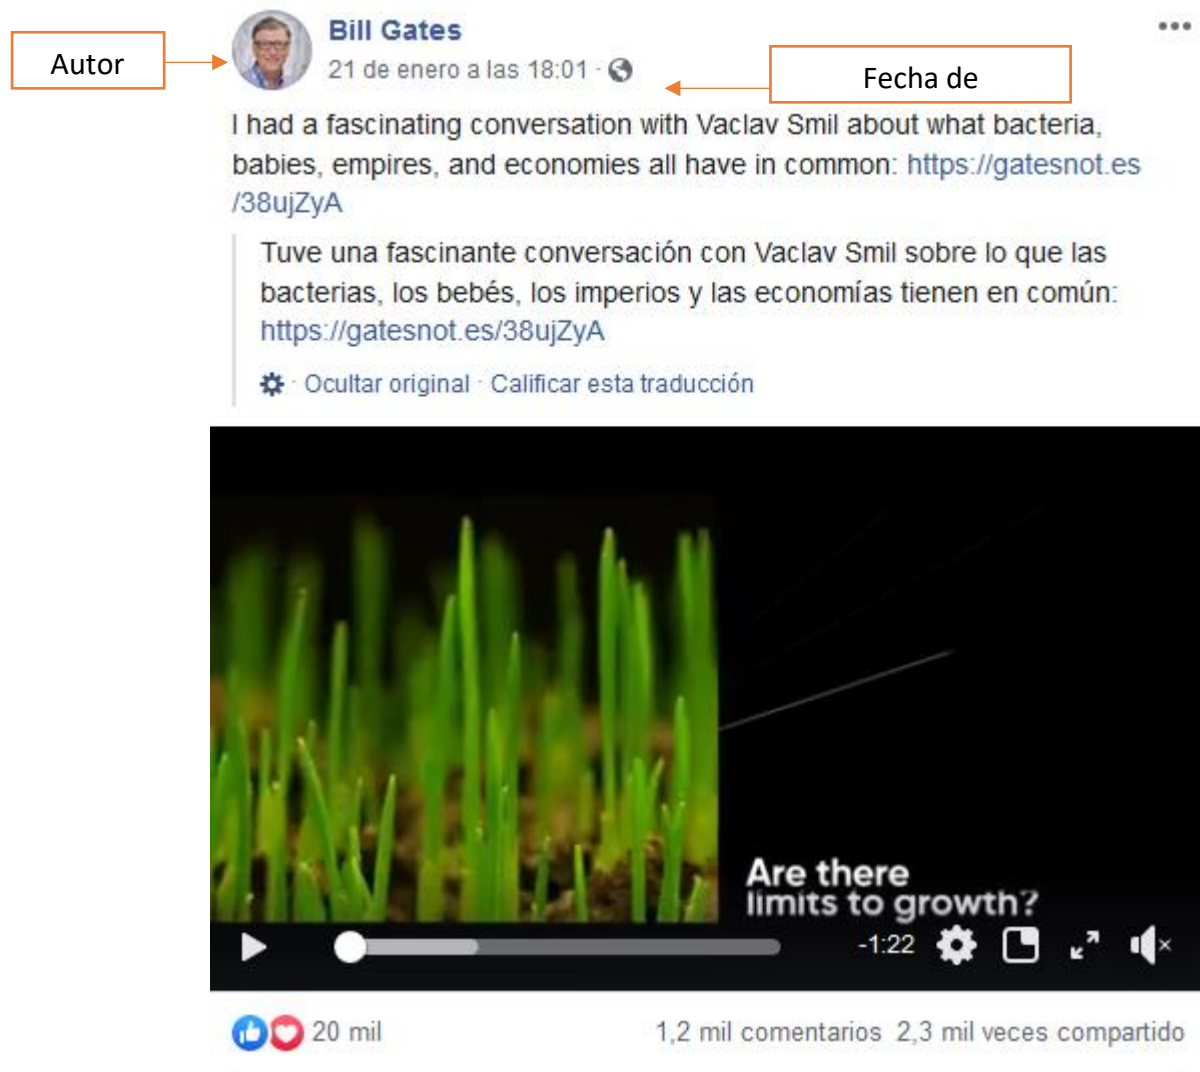 Autor
Bill Gates
21 de enero a las 18:01 ·
Fecha de
I had a fascinating conversation with Vaclav Smil about what bacteria,
babies, empires, and economies all have in common: https://gatesnot.es
/38ujZyA
Tuve una fascinante conversación con Vaclav Smil sobre lo que las
bacterias, los bebés, los imperios y las economías tienen en común:
https://gatesnot.es/38ujZyA
· Ocultar original · Calificar esta traducción
Are there
limits to growth?
-1:22
20 mil
1,2 mil comentarios 2,3 mil veces compartido